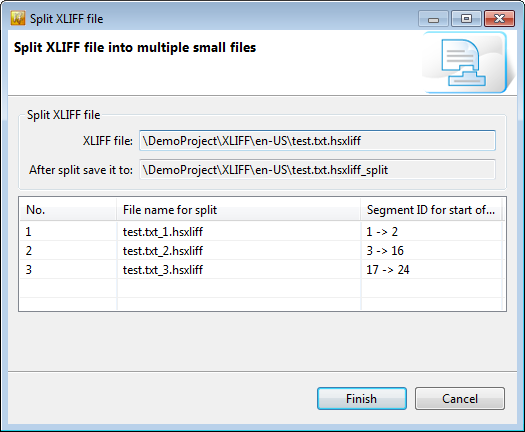 Split XLIFF file
Split XLIFF file into multiple small files
Split XLIFF file
XLIFF file: \DemoProject\XLIFF\en-US\test.txt.hsxliff
After split save it to: \DemoProject\XLIFF\en-US\test.txt.hsxliff_split
No. File name for split Segment ID for start of...
1 test.txt_1.hsxliff 1 -> 2
2 test.txt_2.hsxliff 3 -> 16
3 test.txt_3.hsxliff 17 -> 24
Finish Cancel